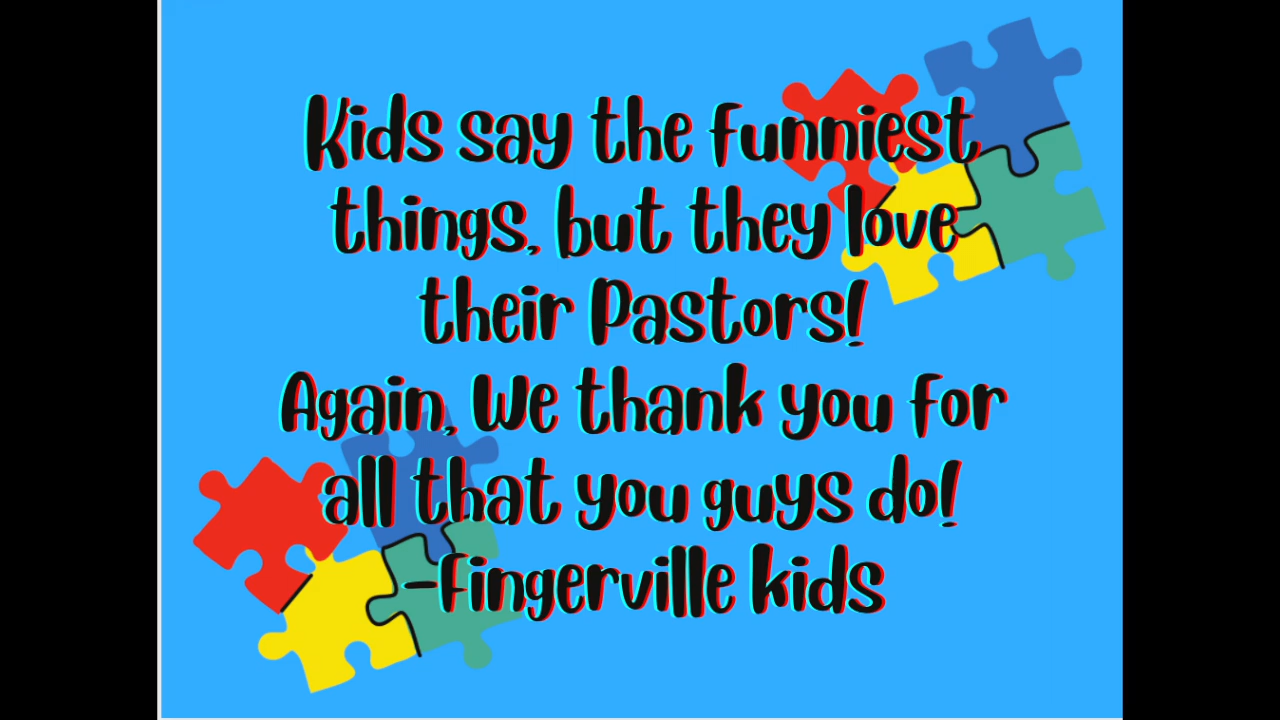 Kids say the funniest
things, but they love
their Pastors!
Again, We thank you for
all that you guys do!
-Fingerville kids